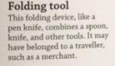 Folding tool
This folding device, like a
pen knife, combines a spoon,
knife, and other tools. It may
have belonged to a traveller,
such as a merchant.